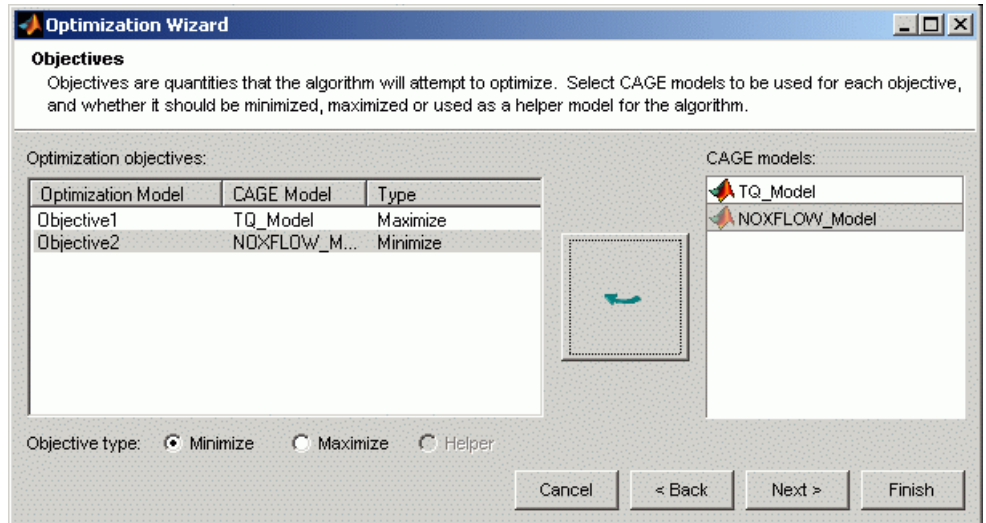 Optimization Wizard
Objectives
Objectives are quantities that the algorithm will attempt to optimize. Select CAGE models to be used for each objective,
and whether it should be minimized, maximized or used as a helper model for the algorithm.
Optimization objectives:
CAGE models:
Optimization Model CAGE Model Type
Objective1 TQ_Model Maximize
Objective2 NOXFLOW_M... Minimize
TQ_Model
NOXFLOW_Model
Objective type: Minimize Maximize Helper
Cancel < Back Next > Finish